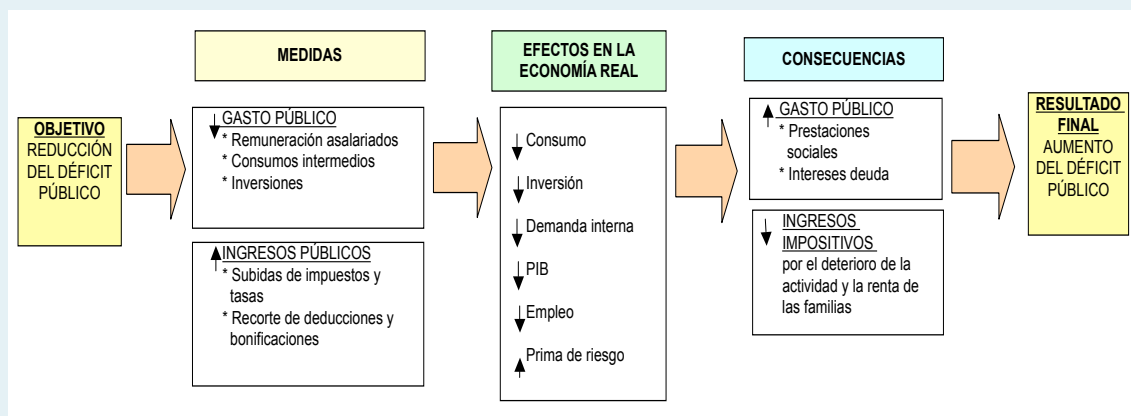 OBJETIVO
REDUCCIÓN
DEL DÉFICIT
PÚBLICO
MEDIDAS
GASTO PÚBLICO
* Remuneración asalariados
* Consumos intermedios
* Inversiones
INGRESOS PÚBLICOS
* Subidas de impuestos y
tasas
* Recorte de deducciones y
bonificaciones
EFECTOS EN LA
ECONOMÍA REAL
Consumo
Inversión
Demanda interna
PIB
Empleo
Prima de riesgo
CONSECUENCIAS
GASTO PÚBLICO
* Prestaciones
sociales
* Intereses deuda
INGRESOS
IMPOSITIVOS
por el deterioro de la
actividad y la renta de
las familias
RESULTADO
FINAL
AUMENTO
DEL DÉFICIT
PÚBLICO